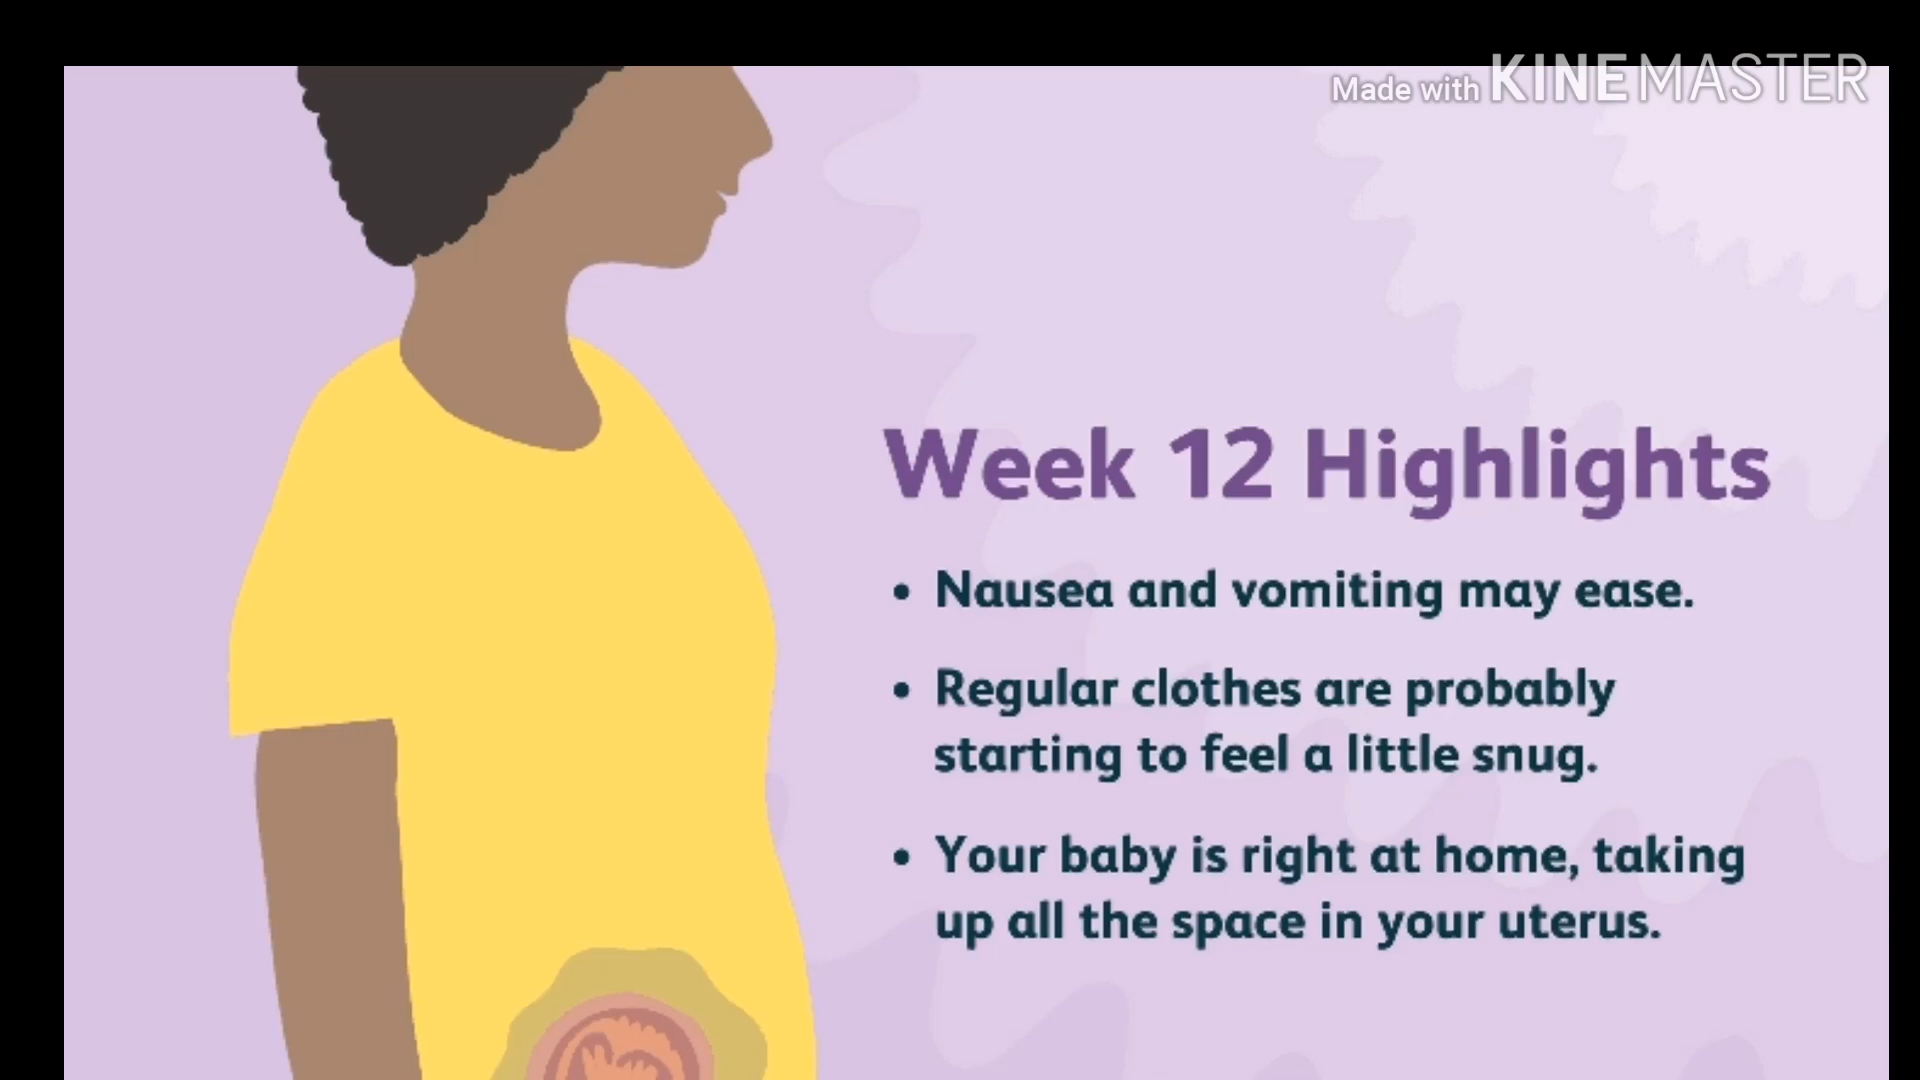 Made with KINEMASTER
Week 12 Highlights
• Nausea and vomiting may ease.
• Regular clothes are probably
starting to feel a little snug.
• Your baby is right at home, taking
up all the space in your uterus.